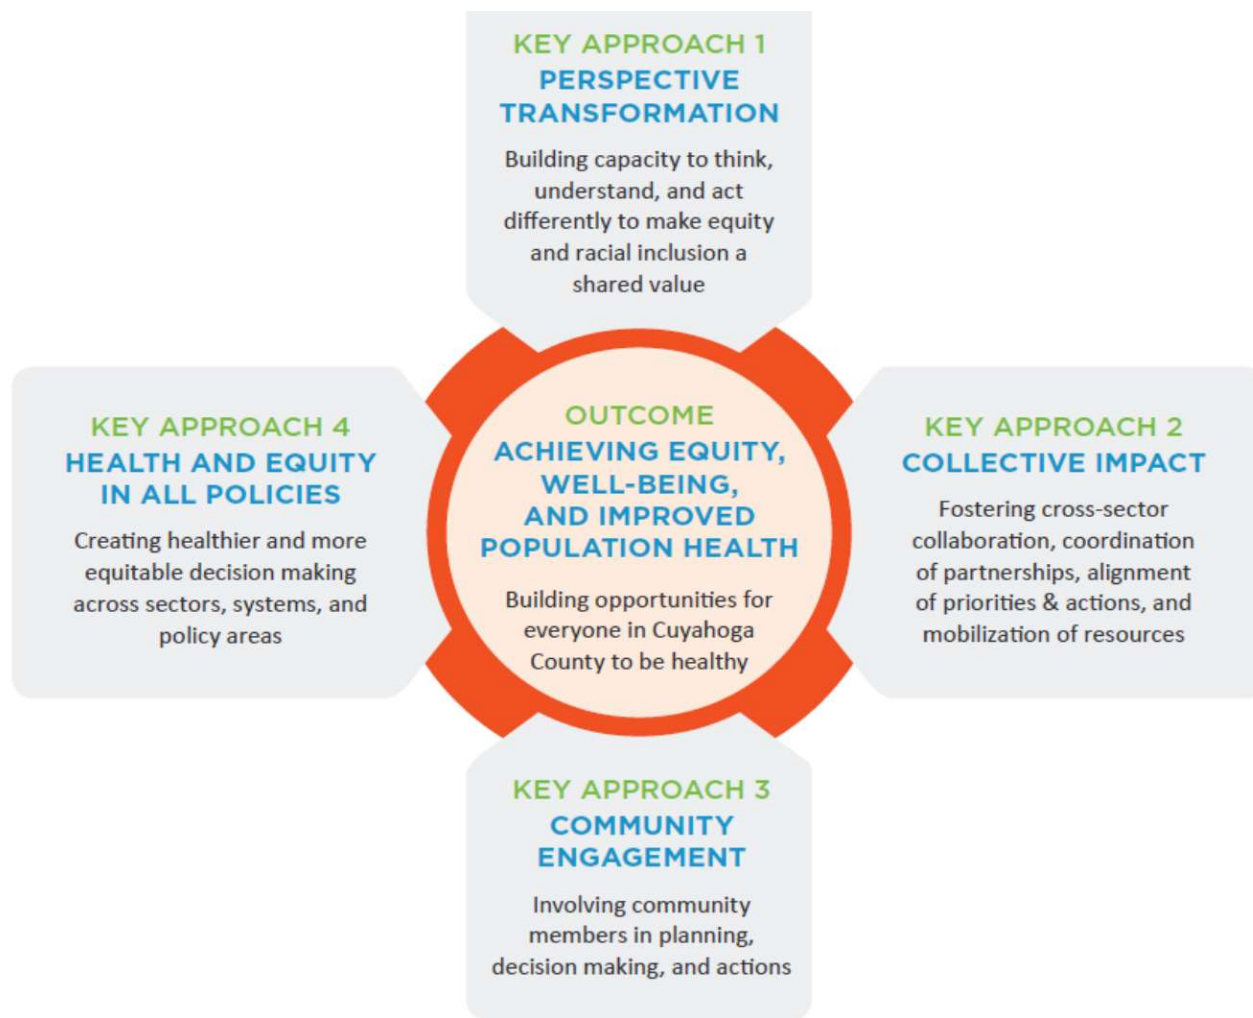 KEY APPROACH 1
PERSPECTIVE
TRANSFORMATION
Building capacity to think,
understand, and act
differently to make equity
and racial inclusion a
shared value
KEY APPROACH 4
HEALTH AND EQUITY
IN ALL POLICIES
Creating healthier and more
equitable decision making
across sectors, systems, and
policy areas
OUTCOME
ACHIEVING EQUITY,
WELL-BEING,
AND IMPROVED
POPULATION HEALTH
Building opportunities for
everyone in Cuyahoga
County to be healthy
KEY APPROACH 2
COLLECTIVE IMPACT
Fostering cross-sector
collaboration, coordination
of partnerships, alignment
of priorities & actions, and
mobilization of resources
KEY APPROACH 3
COMMUNITY
ENGAGEMENT
Involving community
members in planning,
decision making, and actions